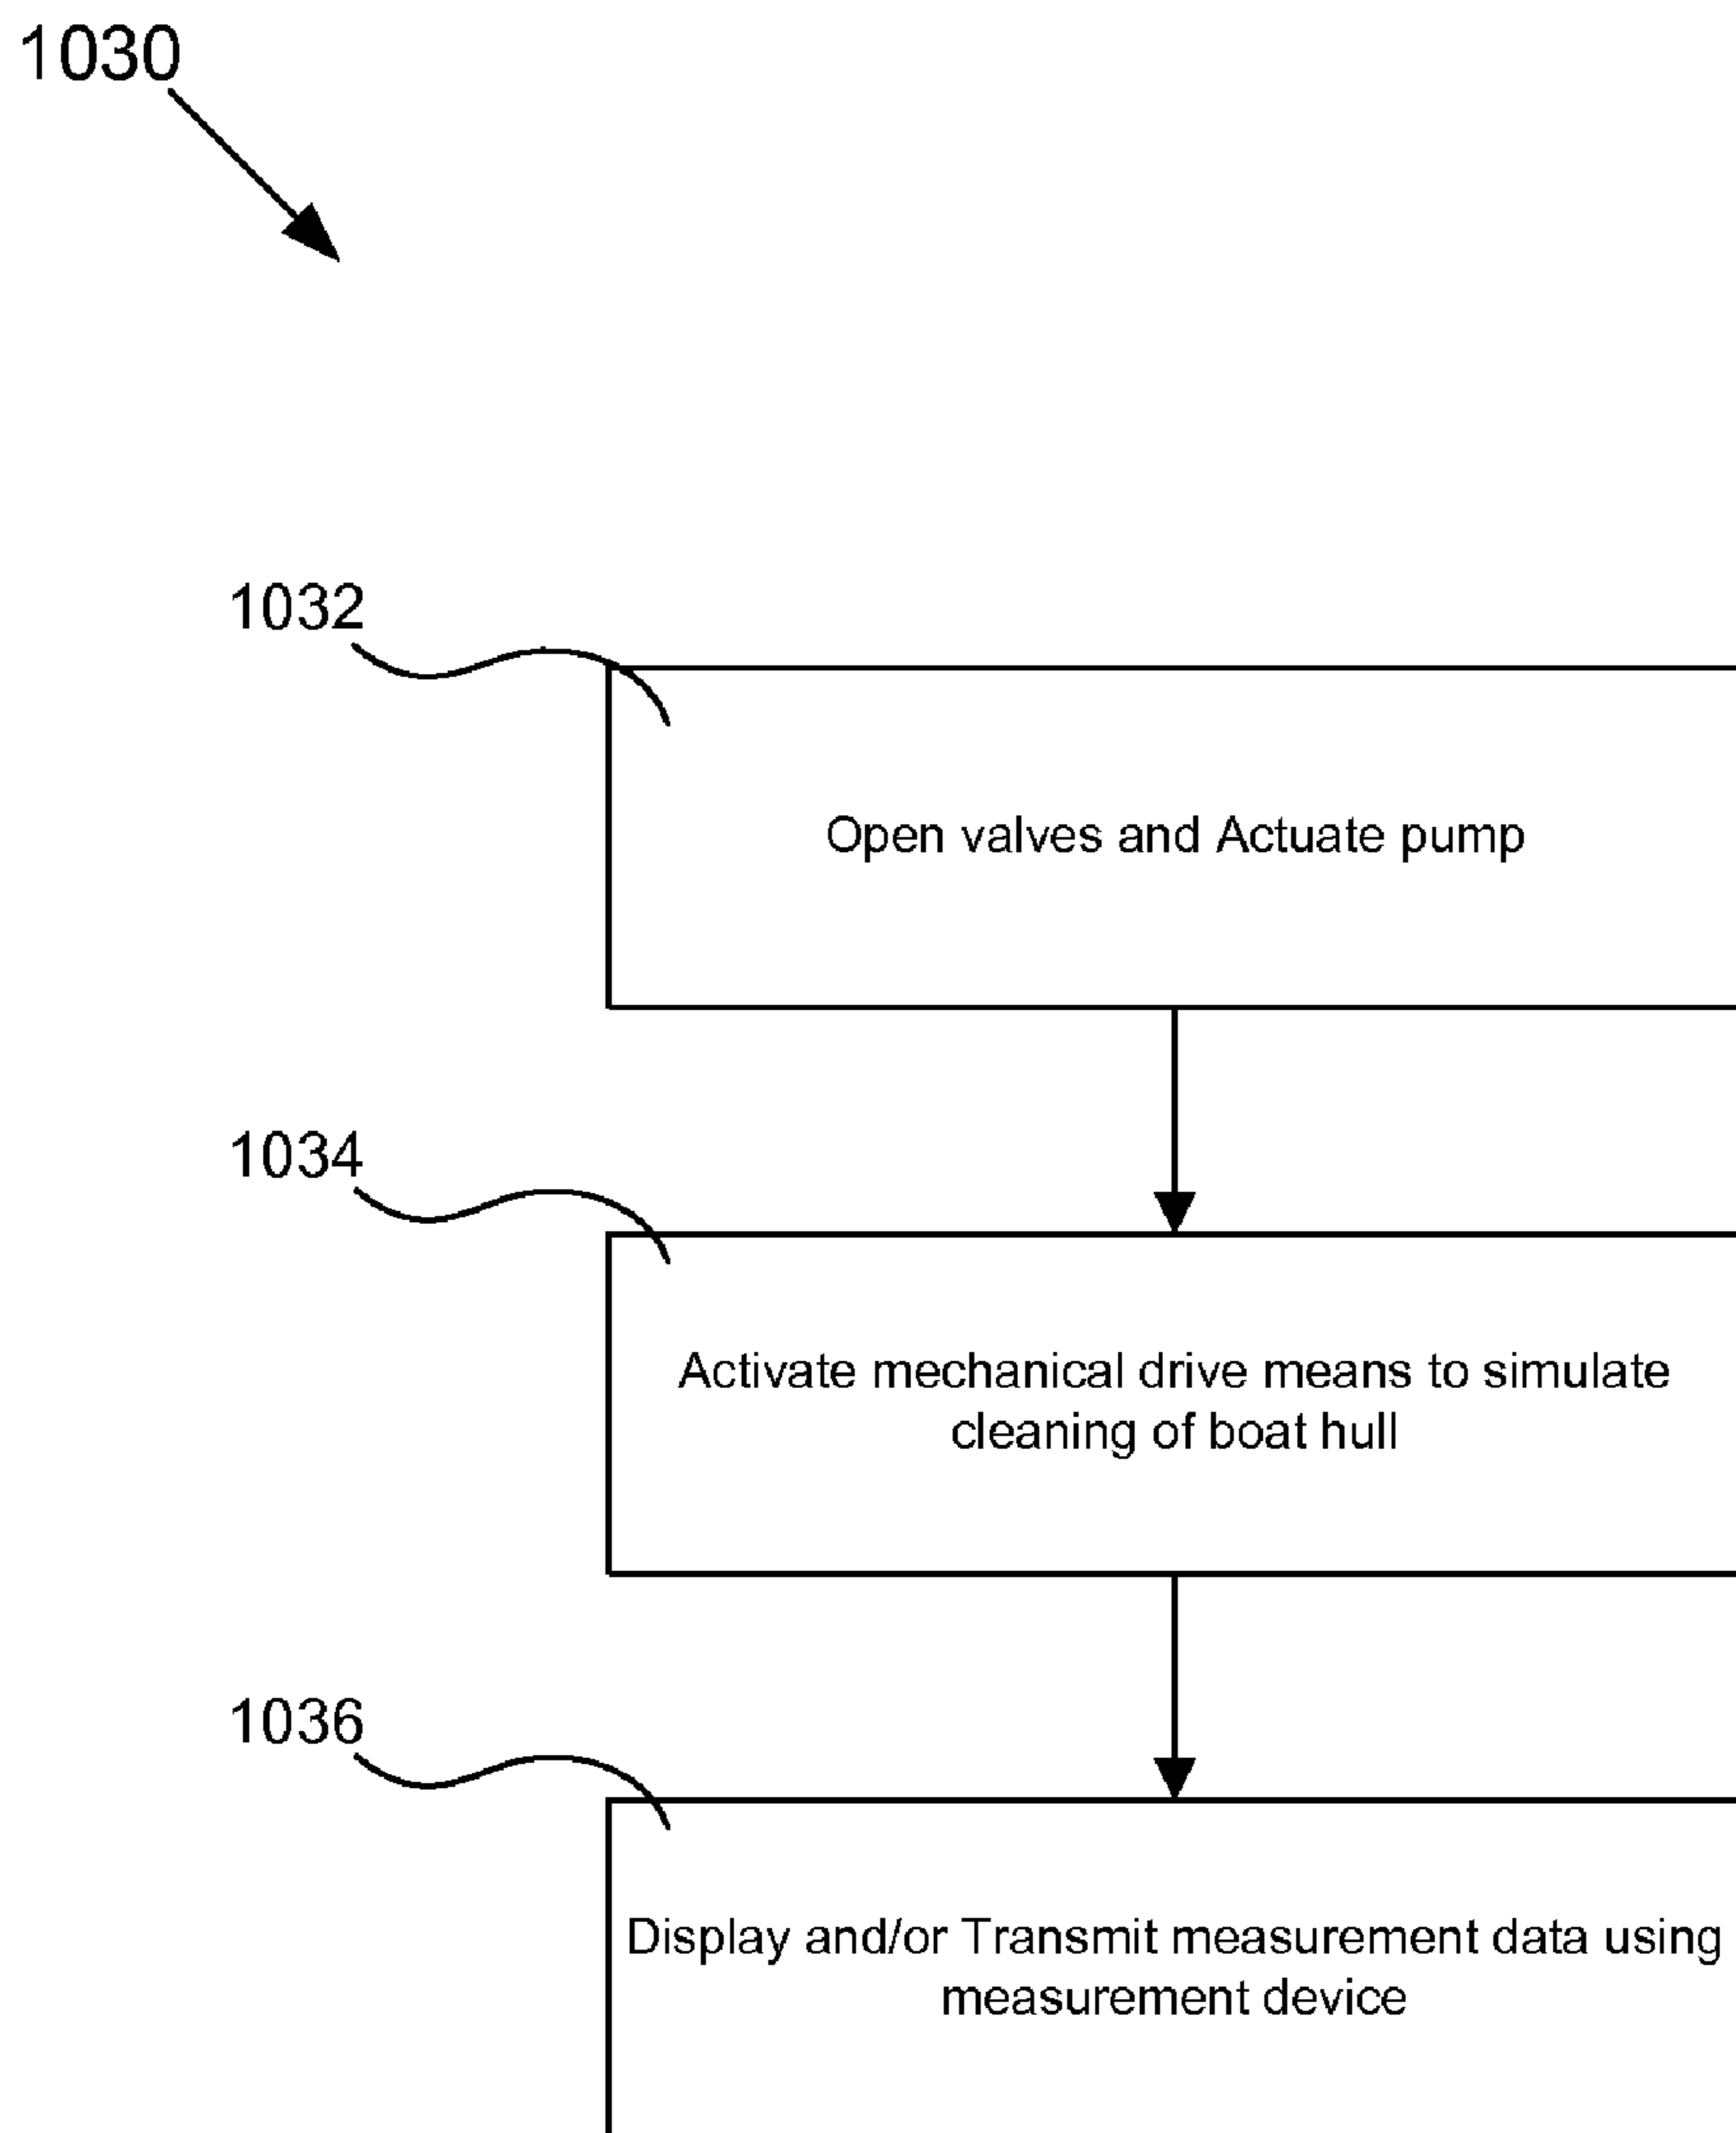 1030
1032
Open valves and Actuate pump
1034
Activate mechanical drive means to simulate
cleaning of boat hull
1036
Display and/or Transmit measurement data using
measurement device